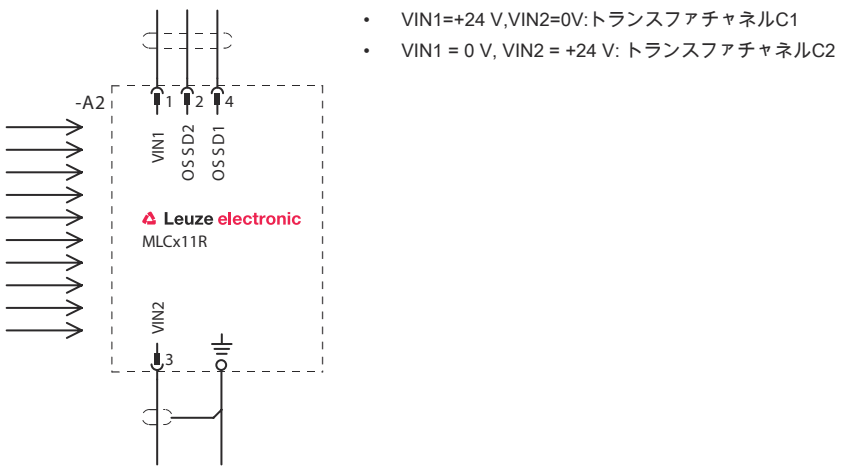 • VIN1=+24 V,VIN2=0V:トランスファチャネルC1
• VIN1 = 0 V, VIN2 = +24 V: トランスファチャネルC2
-A2
1 2 4
VIN1
OSSD2
OSSD1
Leuze electronic
MLCx11R
VIN2
3